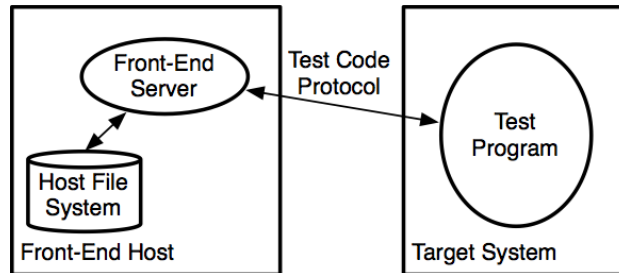 Front-End
Server
Test Code
Protocol
Test
Program
Host File
System
Front-End Host
Target System